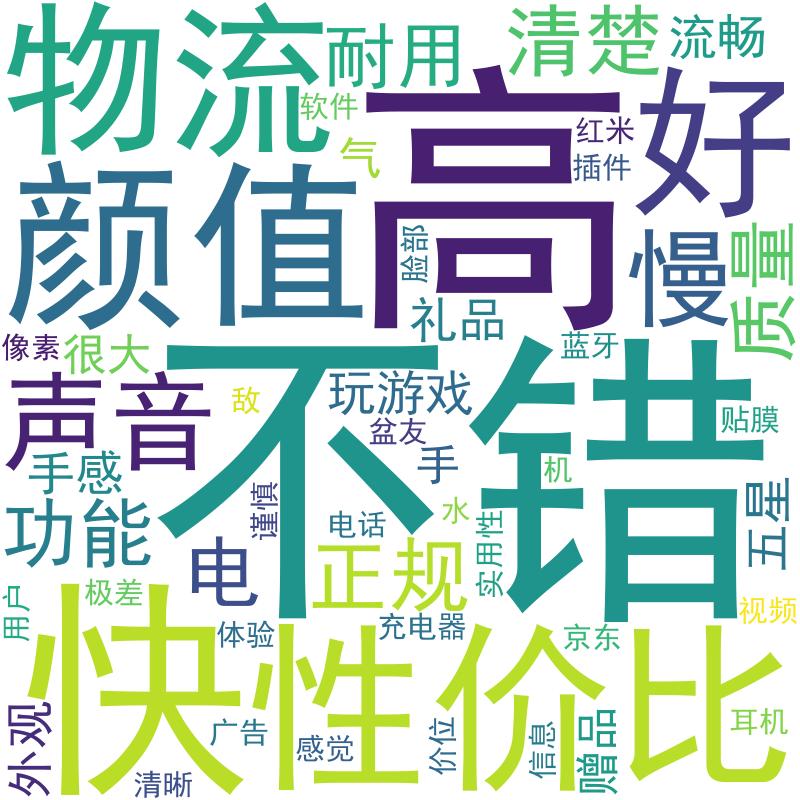 物流
耐用
清楚
流畅
软件
高
好
红米
气
插件
颜值
脸部
慢
质量
礼品
像素
很大
不错
蓝牙
声音
敌
玩游戏
盆友
贴膜
手感
手
机
功能
谨慎
电话
水
实用性
五星
电
正规
用户
极差
快
体验
充电器
京东
视频
性价比
外观
广告
感觉
价位
信息
赠品
耳机
清晰